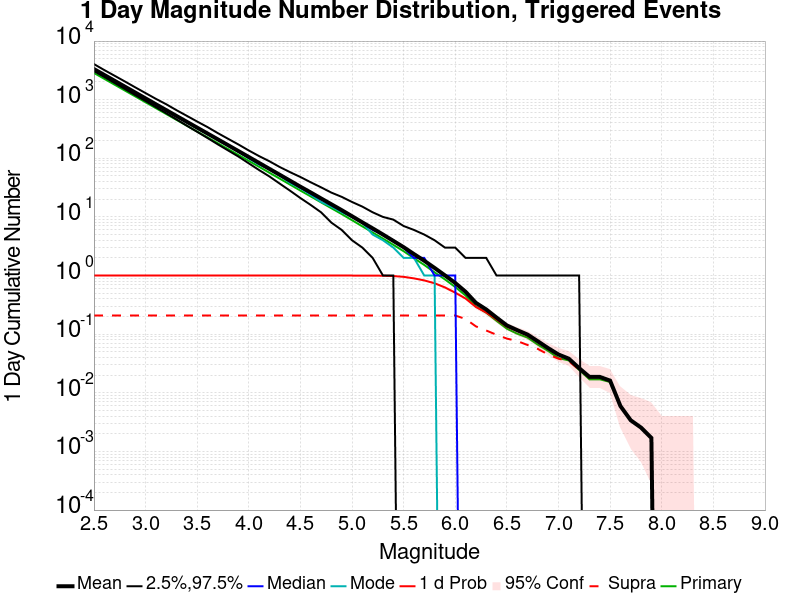 1 Day Magnitude Number Distribution, Triggered Events
1 Day Cumulative Number
10^4
10^3
10^2
10^1
10^0
10^-1
10^-2
10^-3
10^-4
2.5 3.0 3.5 4.0 4.5 5.0 5.5 6.0 6.5 7.0 7.5 8.0 8.5 9.0
Magnitude
Mean 2.5%,97.5% Median Mode 1 d Prob 95% Conf Supra Primary